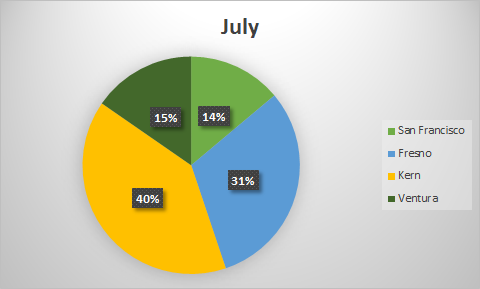 July
15%
14%
31%
40%
San Francisco
Fresno
Kern
Ventura